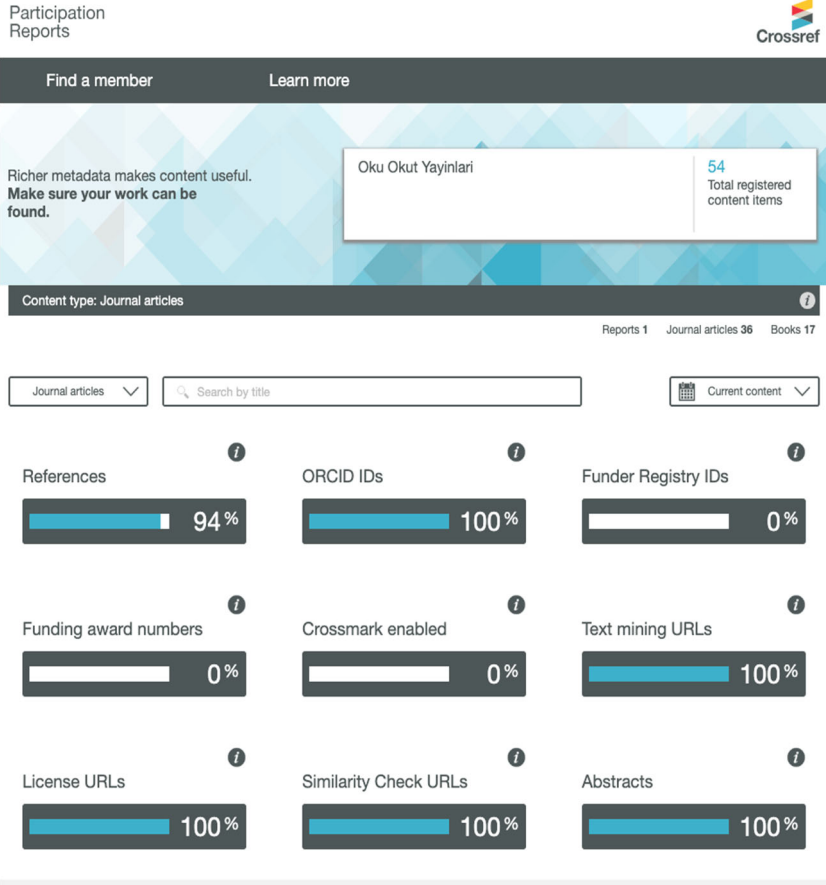 Participation
Reports
Crossref
Find a member
Learn more
Richer metadata makes content useful.
Make sure your work can be
found.
Oku Okut Yayinlari
54
Total registered
content items
Content type: Journal articles
Reports 1
Journal articles 36
Books 17
Journal articles
Search by title
Current content
References
94%
ORCID IDs
100%
Funder Registry IDs
0%
Funding award numbers
0%
Crossmark enabled
0%
Text mining URLs
100%
License URLs
100%
Similarity Check URLs
100%
Abstracts
100%